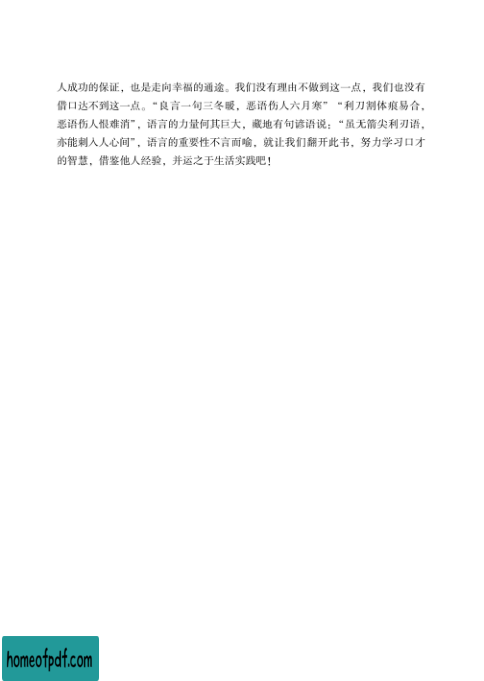 人成功的保证，也是走向幸福的通途。我们没有理由不做到这一点，我们也没有
借口达不到这一点。“良言一句三冬暖，恶语伤人六月寒”“利刀割体痕易合，
恶语伤人恨难消”，语言的力量何其巨大，藏地有句谚语说：“虽无箭尖利刃语，
亦能刺入人心间”，语言的重要性不言而喻，就让我们翻开此书，努力学习口才
的智慧，借鉴他人经验，并运之于生活实践吧！
homeofpdf.com